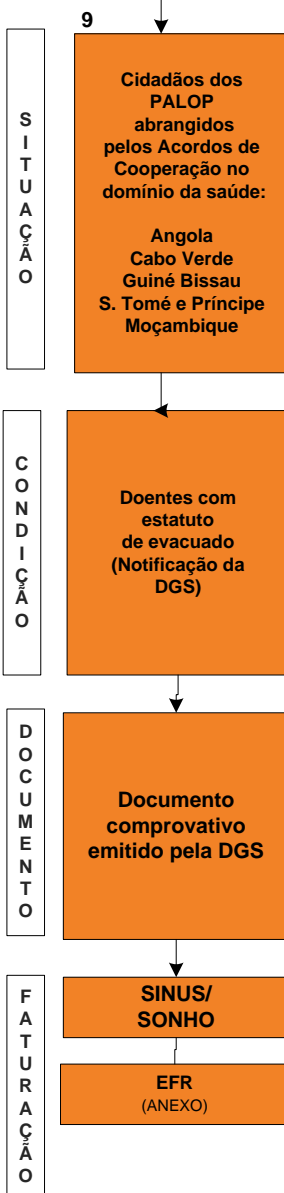 9
SITUAÇÃO
Cidadãos dos
PALOP
abrangidos
pelos Acordos de
Cooperação no
domínio da saúde:
Angola
Cabo Verde
Guiné Bissau
S. Tomé e Príncipe
Moçambique
CONDIÇÃO
Doentes com
estatuto
de evacuado
(Notificação da
DGS)
DOCUMENTO
Documento
comprovativo
emitido pela DGS
FATURAÇÃO
SINUS/
SONHO
EFR
(ANEXO)